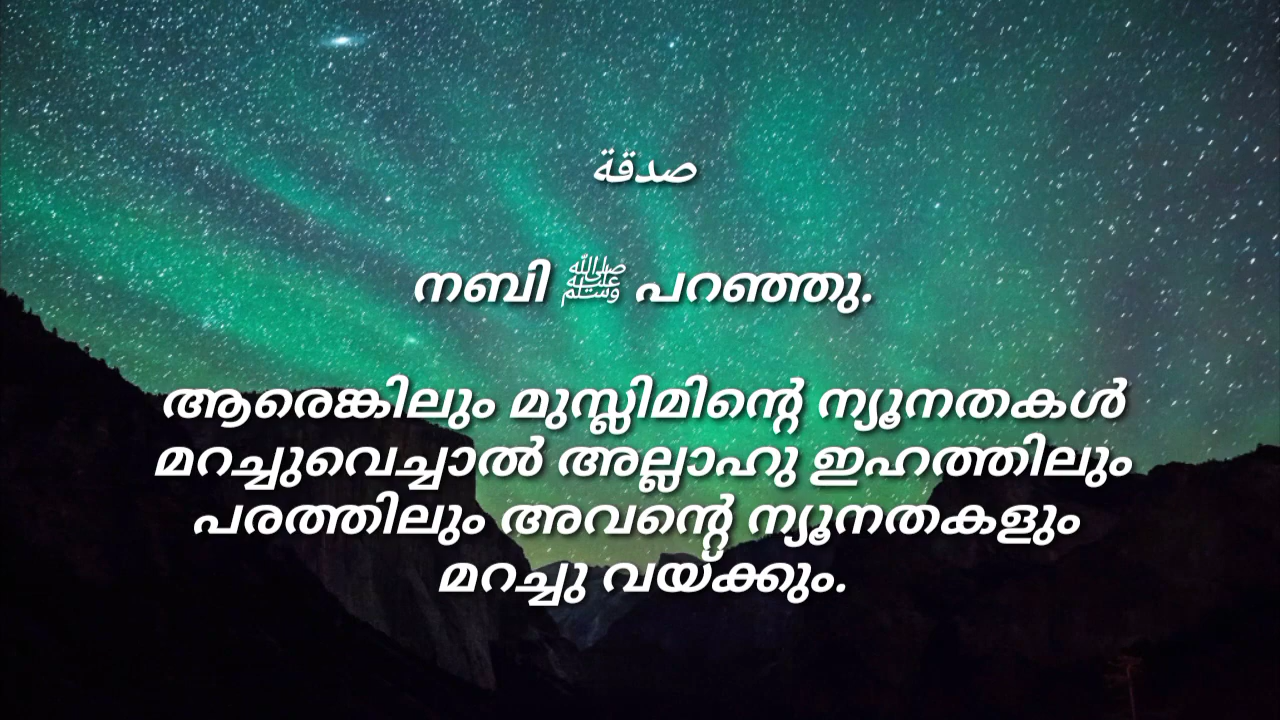 صدقة
നബി ﷺ പറഞ്ഞു.
ആരെങ്കിലും മുസ്ലിമിന്റെ ന്യൂനതകൾ
മറച്ചുവെച്ചാൽ അല്ലാഹു ഇഹത്തിലും
പരത്തിലും അവന്റെ ന്യൂനതകളും
മറച്ചു വയ്ക്കും.